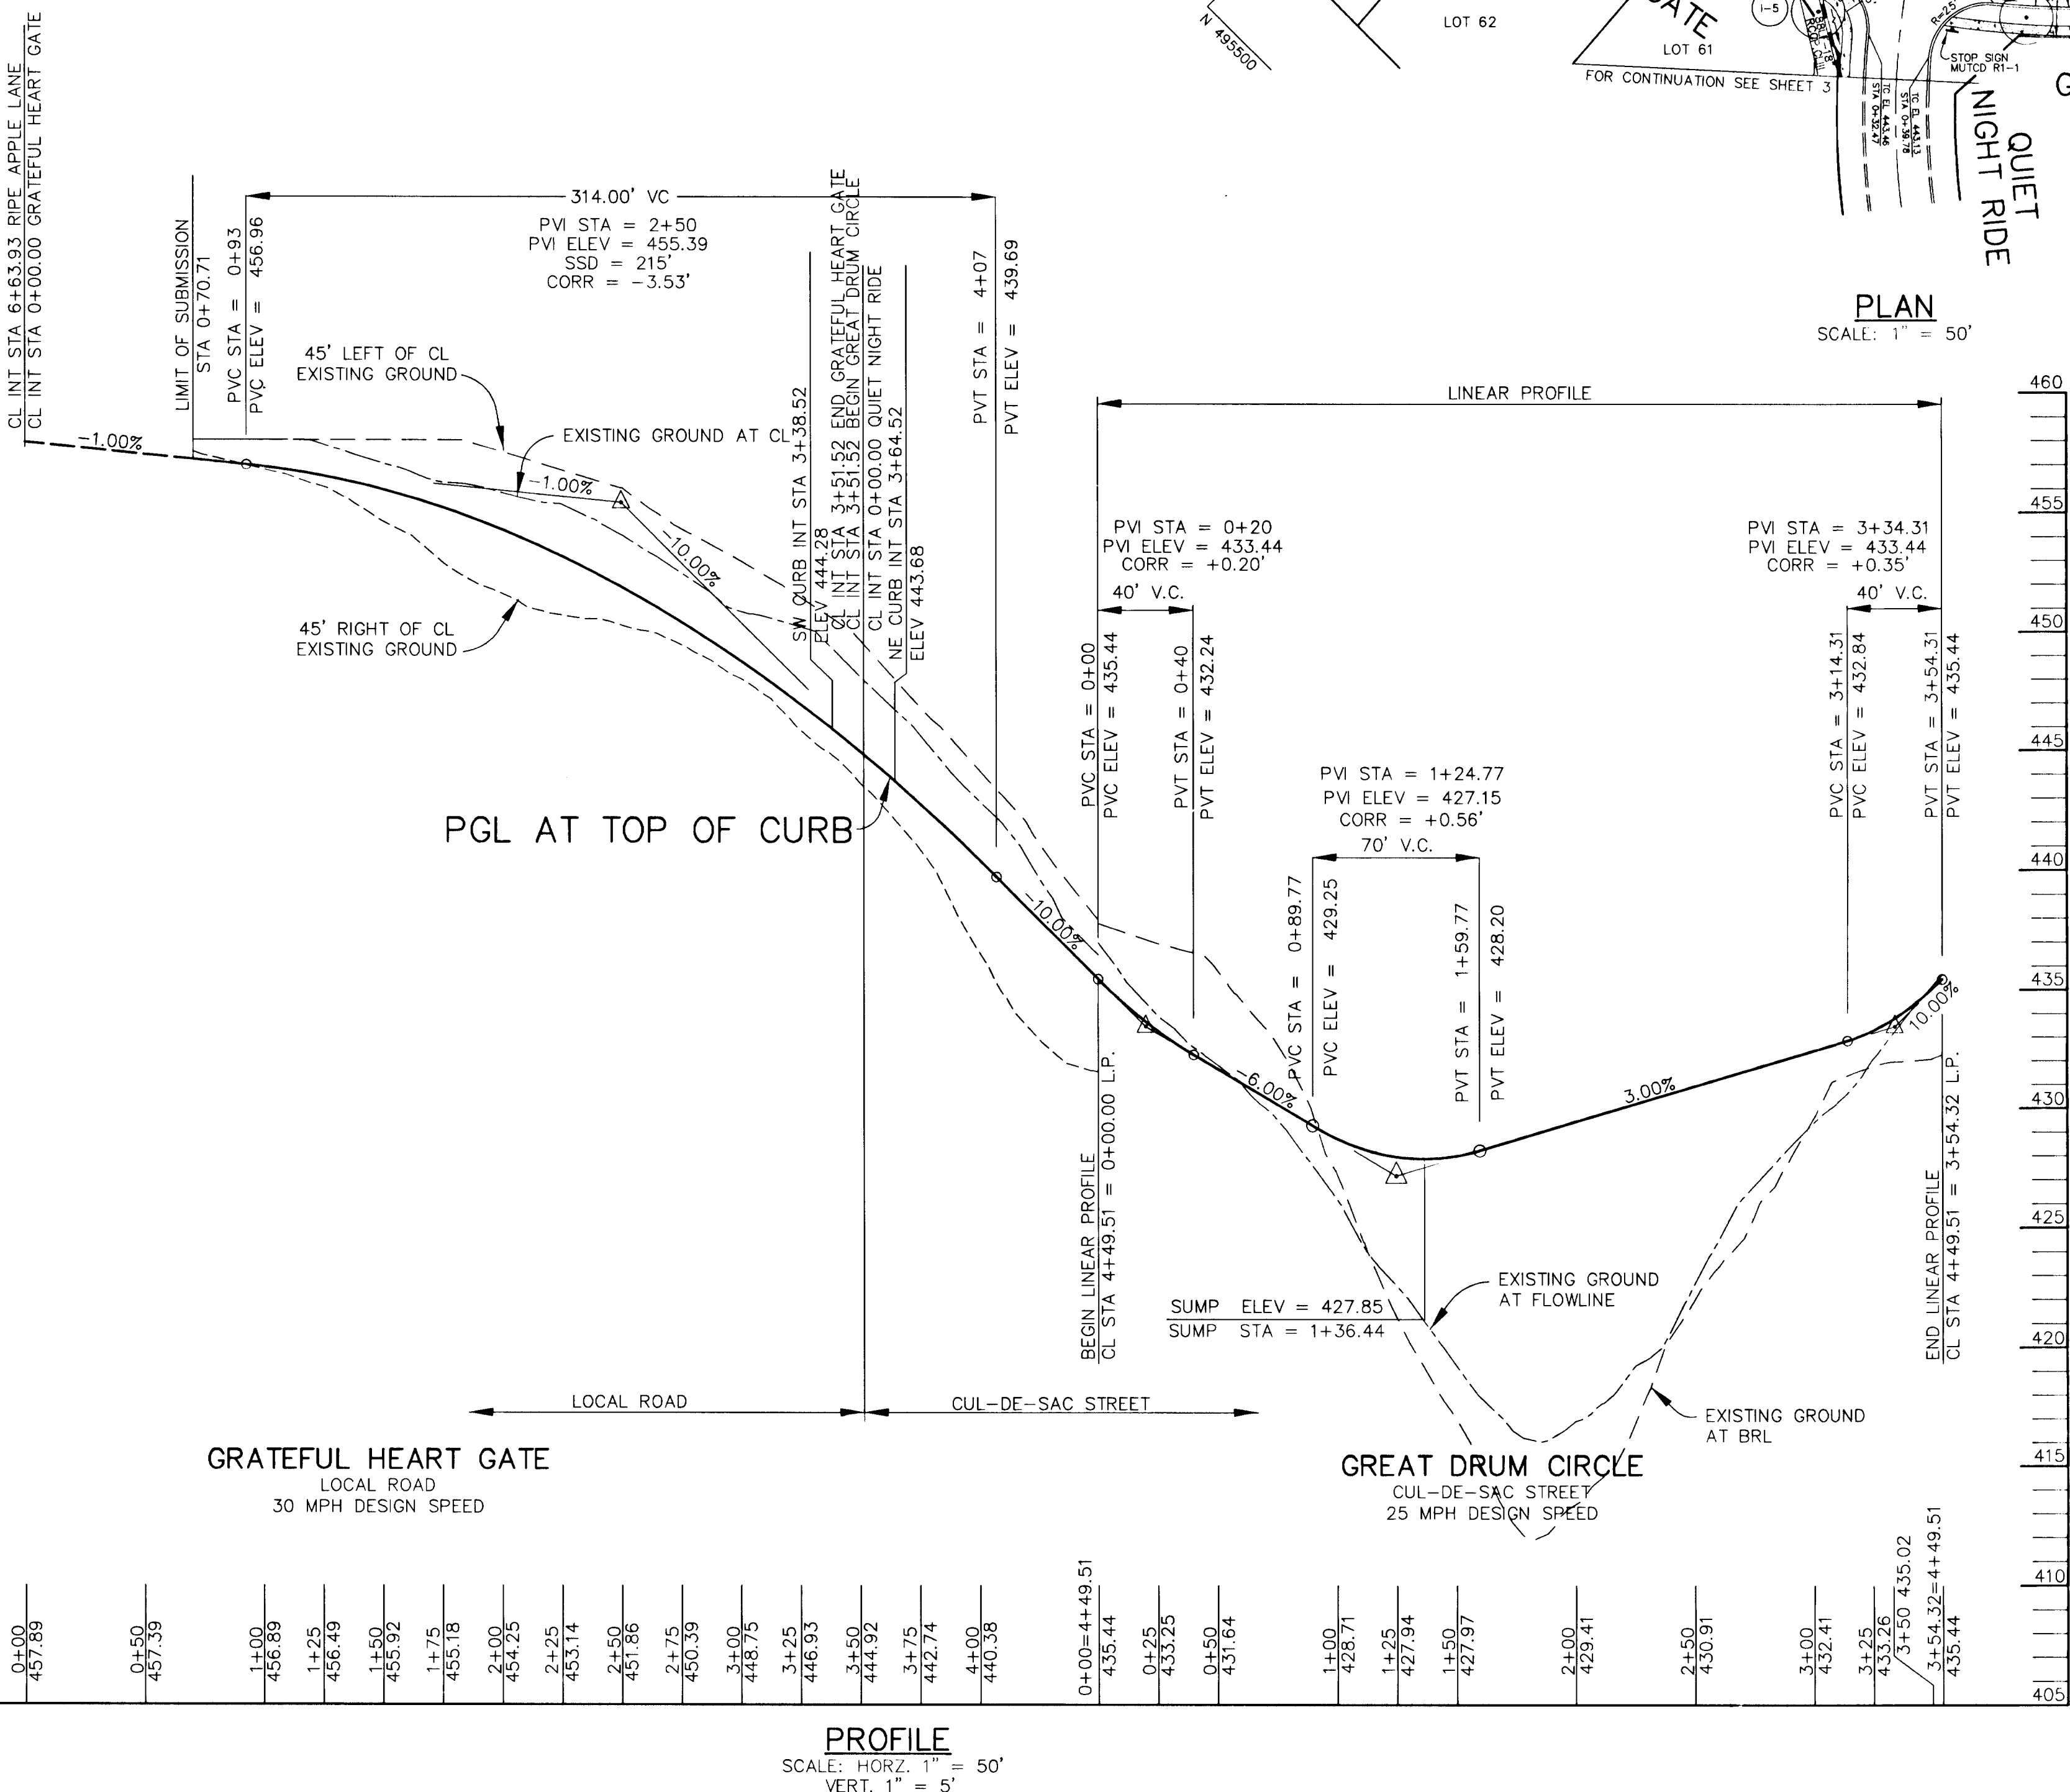 CL INT STA 6+63.93 RIPE APPLE LANE
CL INT STA 0+00.00 GRATEFUL HEART GATE
N 495500
LOT 62
GATE
LOT 61
FOR CONTINUATION SEE SHEET 3
I-5
R=25'
STOP SIGN
MUTCD R1-1
TC EL 443.46
STA 0+32.47
TC EL 443.13
STA 0+39.78
QUIET
NIGHT RIDE
PLAN
SCALE: 1" = 50'
-1.00%
LIMIT OF SUBMISSION
STA 0+70.71
PVC STA = 0+93
PVC ELEV = 456.96
314.00' VC
PVI STA = 2+50
PVI ELEV = 455.39
SSD = 215'
CORR = -3.53'
45' LEFT OF CL
EXISTING GROUND
EXISTING GROUND AT CL
-1.00%
-10.00%
45' RIGHT OF CL
EXISTING GROUND
SW CURB INT STA 3+38.52
ELEV 444.28
CL INT STA 3+51.52 END GRATEFUL HEART GATE
CL INT STA 3+51.52 BEGIN GREAT DRUM CIRCLE
CL INT STA 0+00.00 QUIET NIGHT RIDE
NE CURB INT STA 3+64.52
ELEV 443.68
PVT STA = 4+07
PVT ELEV = 439.69
PGL AT TOP OF CURB
-10.00%
LINEAR PROFILE
PVI STA = 0+20
PVI ELEV = 433.44
CORR = +0.20'
40' V.C.
PVC STA = 0+00
PVC ELEV = 435.44
PVT STA = 0+40
PVT ELEV = 432.24
-6.00%
PVI STA = 1+24.77
PVI ELEV = 427.15
CORR = +0.56'
70' V.C.
PVC STA = 0+89.77
PVC ELEV = 429.25
PVT STA = 1+59.77
PVT ELEV = 428.20
3.00%
PVI STA = 3+34.31
PVI ELEV = 433.44
CORR = +0.35'
40' V.C.
PVC STA = 3+14.31
PVC ELEV = 432.84
PVT STA = 3+54.31
PVT ELEV = 435.44
10.00%
460
455
450
445
440
435
430
425
420
415
410
405
BEGIN LINEAR PROFILE
CL STA 4+49.51 = 0+00.00 L.P.
END LINEAR PROFILE
CL STA 4+49.51 = 3+54.32 L.P.
SUMP ELEV = 427.85
SUMP STA = 1+36.44
EXISTING GROUND
AT FLOWLINE
EXISTING GROUND
AT BRL
LOCAL ROAD
CUL-DE-SAC STREET
GRATEFUL HEART GATE
LOCAL ROAD
30 MPH DESIGN SPEED
GREAT DRUM CIRCLE
CUL-DE-SAC STREET
25 MPH DESIGN SPEED
0+00
457.89
0+50
457.39
1+00
456.89
1+25
456.49
1+50
455.92
1+75
455.18
2+00
454.25
2+25
453.14
2+50
451.86
2+75
450.39
3+00
448.75
3+25
446.93
3+50
444.92
3+75
442.74
4+00
440.38
0+00=4+49.51
435.44
0+25
433.25
0+50
431.64
1+00
428.71
1+25
427.94
1+50
427.97
2+00
429.41
2+50
430.91
3+00
432.41
3+25
433.26
3+50 435.02
3+54.32=4+49.51
435.44
PROFILE
SCALE: HORZ. 1" = 50'
VERT. 1" = 5'